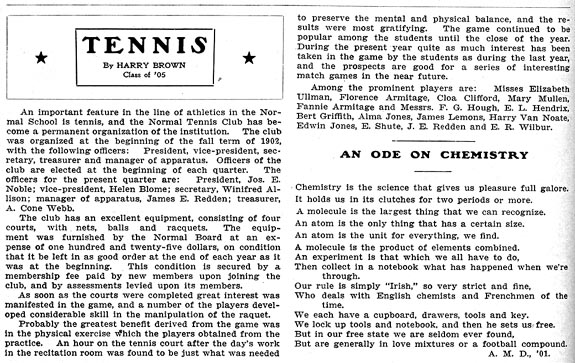 TENNIS
By HARRY BROWN
Class of '05
An important feature in the line of athletics in the Nor-
mal School is tennis, and the Normal Tennis Club has be-
come a permanent organization of the institution. The club
was organized at the beginning of the fall term of 1902,
with the following officers: President, vice-president, sec-
retary, treasurer and manager of apparatus. Officers of the
club are elected at the beginning of each quarter. The
officers for the present quarter are: President, Jos. E.
Noble; vice-president, Helen Blome; secretary, Winifred Al-
lison; manager of apparatus, James E. Redden; treasurer,
A. Cone Webb.
The club has an excellent equipment, consisting of four
courts, with nets, balls and racquets. The equip-
ment was furnished by the Normal Board at an ex-
pense of one hundred and twenty-five dollars, on condition
that it be left in as good order at the end of each year as it
was at the beginning. This condition is secured by a
membership fee paid by new members upon joining the
club, and by assessments levied upon its members.
As soon as the courts were completed great interest was
manifested in the game, and a number of the players devel-
oped considerable skill in the manipulation of the raquet.
Probably the greatest benefit derived from the game was
in the physical exercise which the players obtained from the
practice. An hour on the tennis court after the day's work
in the recitation room was found to be just what was needed
to preserve the mental and physical balance, and the re-
sults were most gratifying. The game continued to be
popular among the students until the close of the year.
During the present year quite as much interest has been
taken in the game by the students as during the last year,
and the prospects are good for a series of interesting
match games in the near future.
Among the prominent players are: Misses Elizabeth
Ullman, Florence Armitage, Cloa Clifford, Mary Mullen,
Fannie Armitage and Messrs. F. G. Hough, E. L. Hendrix,
Bert Griffith, Alma Jones, James Lemons, Harry Van Noate,
Edwin Jones, E. Shute, J. E. Redden and E. R. Wilbur.
AN ODE ON CHEMISTRY
Chemistry is the science that gives us pleasure full galore.
It holds us in its clutches for two periods or more.
A molecule is the largest thing that we can recognize.
An atom is the only thing that has a certain size.
An atom is the unit for everything, we find.
A molecule is the product of elements combined.
An experiment is that which we all have to do,
Then collect in a notebook what has happened when we're
through.
Our rule is simply "Irish," so very strict and fine,
Who deals with English chemists and Frenchmen of the
time.
We each have a cupboard, drawers, tools and key.
We lock up tools and notebook, and then he sets us free.
But in our free state we are seldom ever found,
But are generally in love mixtures, or a football compound.
A. M. D., '01.